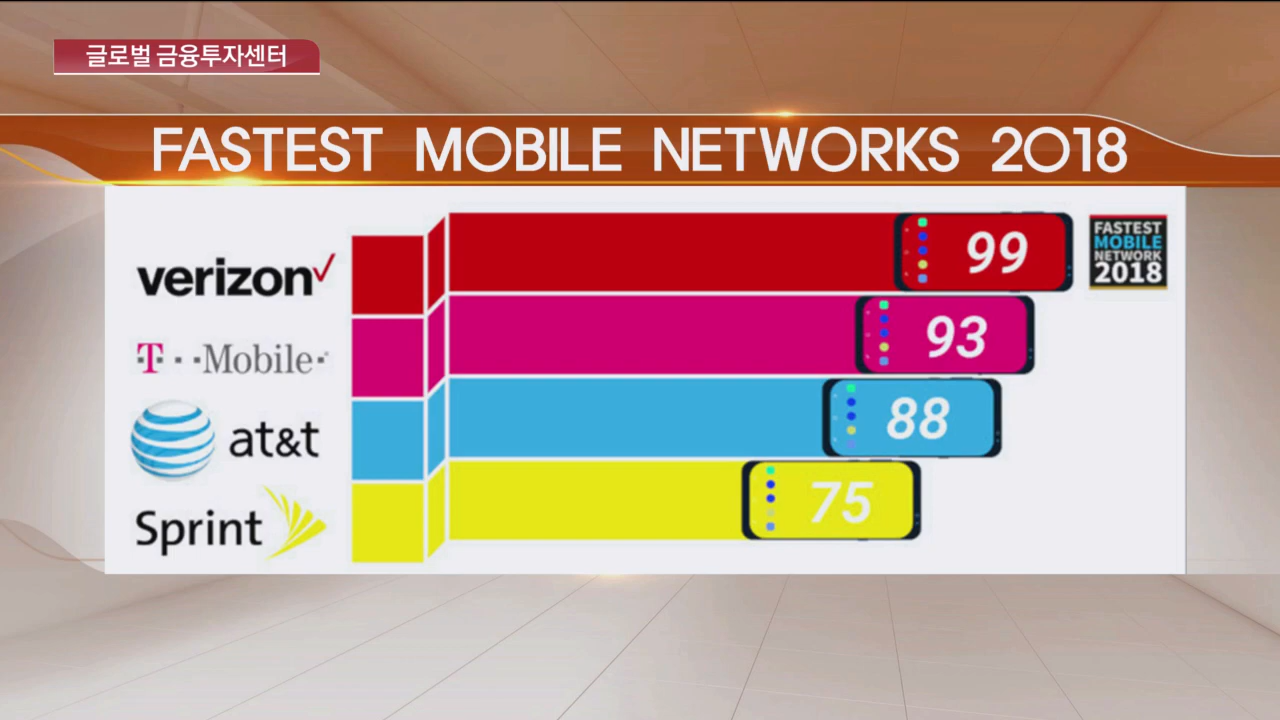 글로벌 금융투자센터
FASTEST MOBILE NETWORKS 2018
verizon
99
FASTEST
MOBILE
NETWORK
2018
T··Mobile·
93
at&t
88
Sprint
75